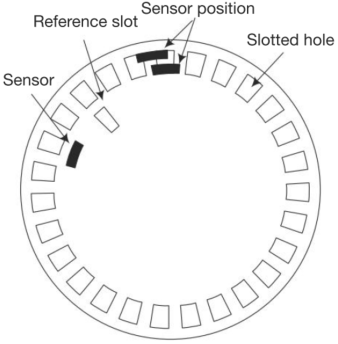 Sensor position
Reference slot
Slotted hole
Sensor